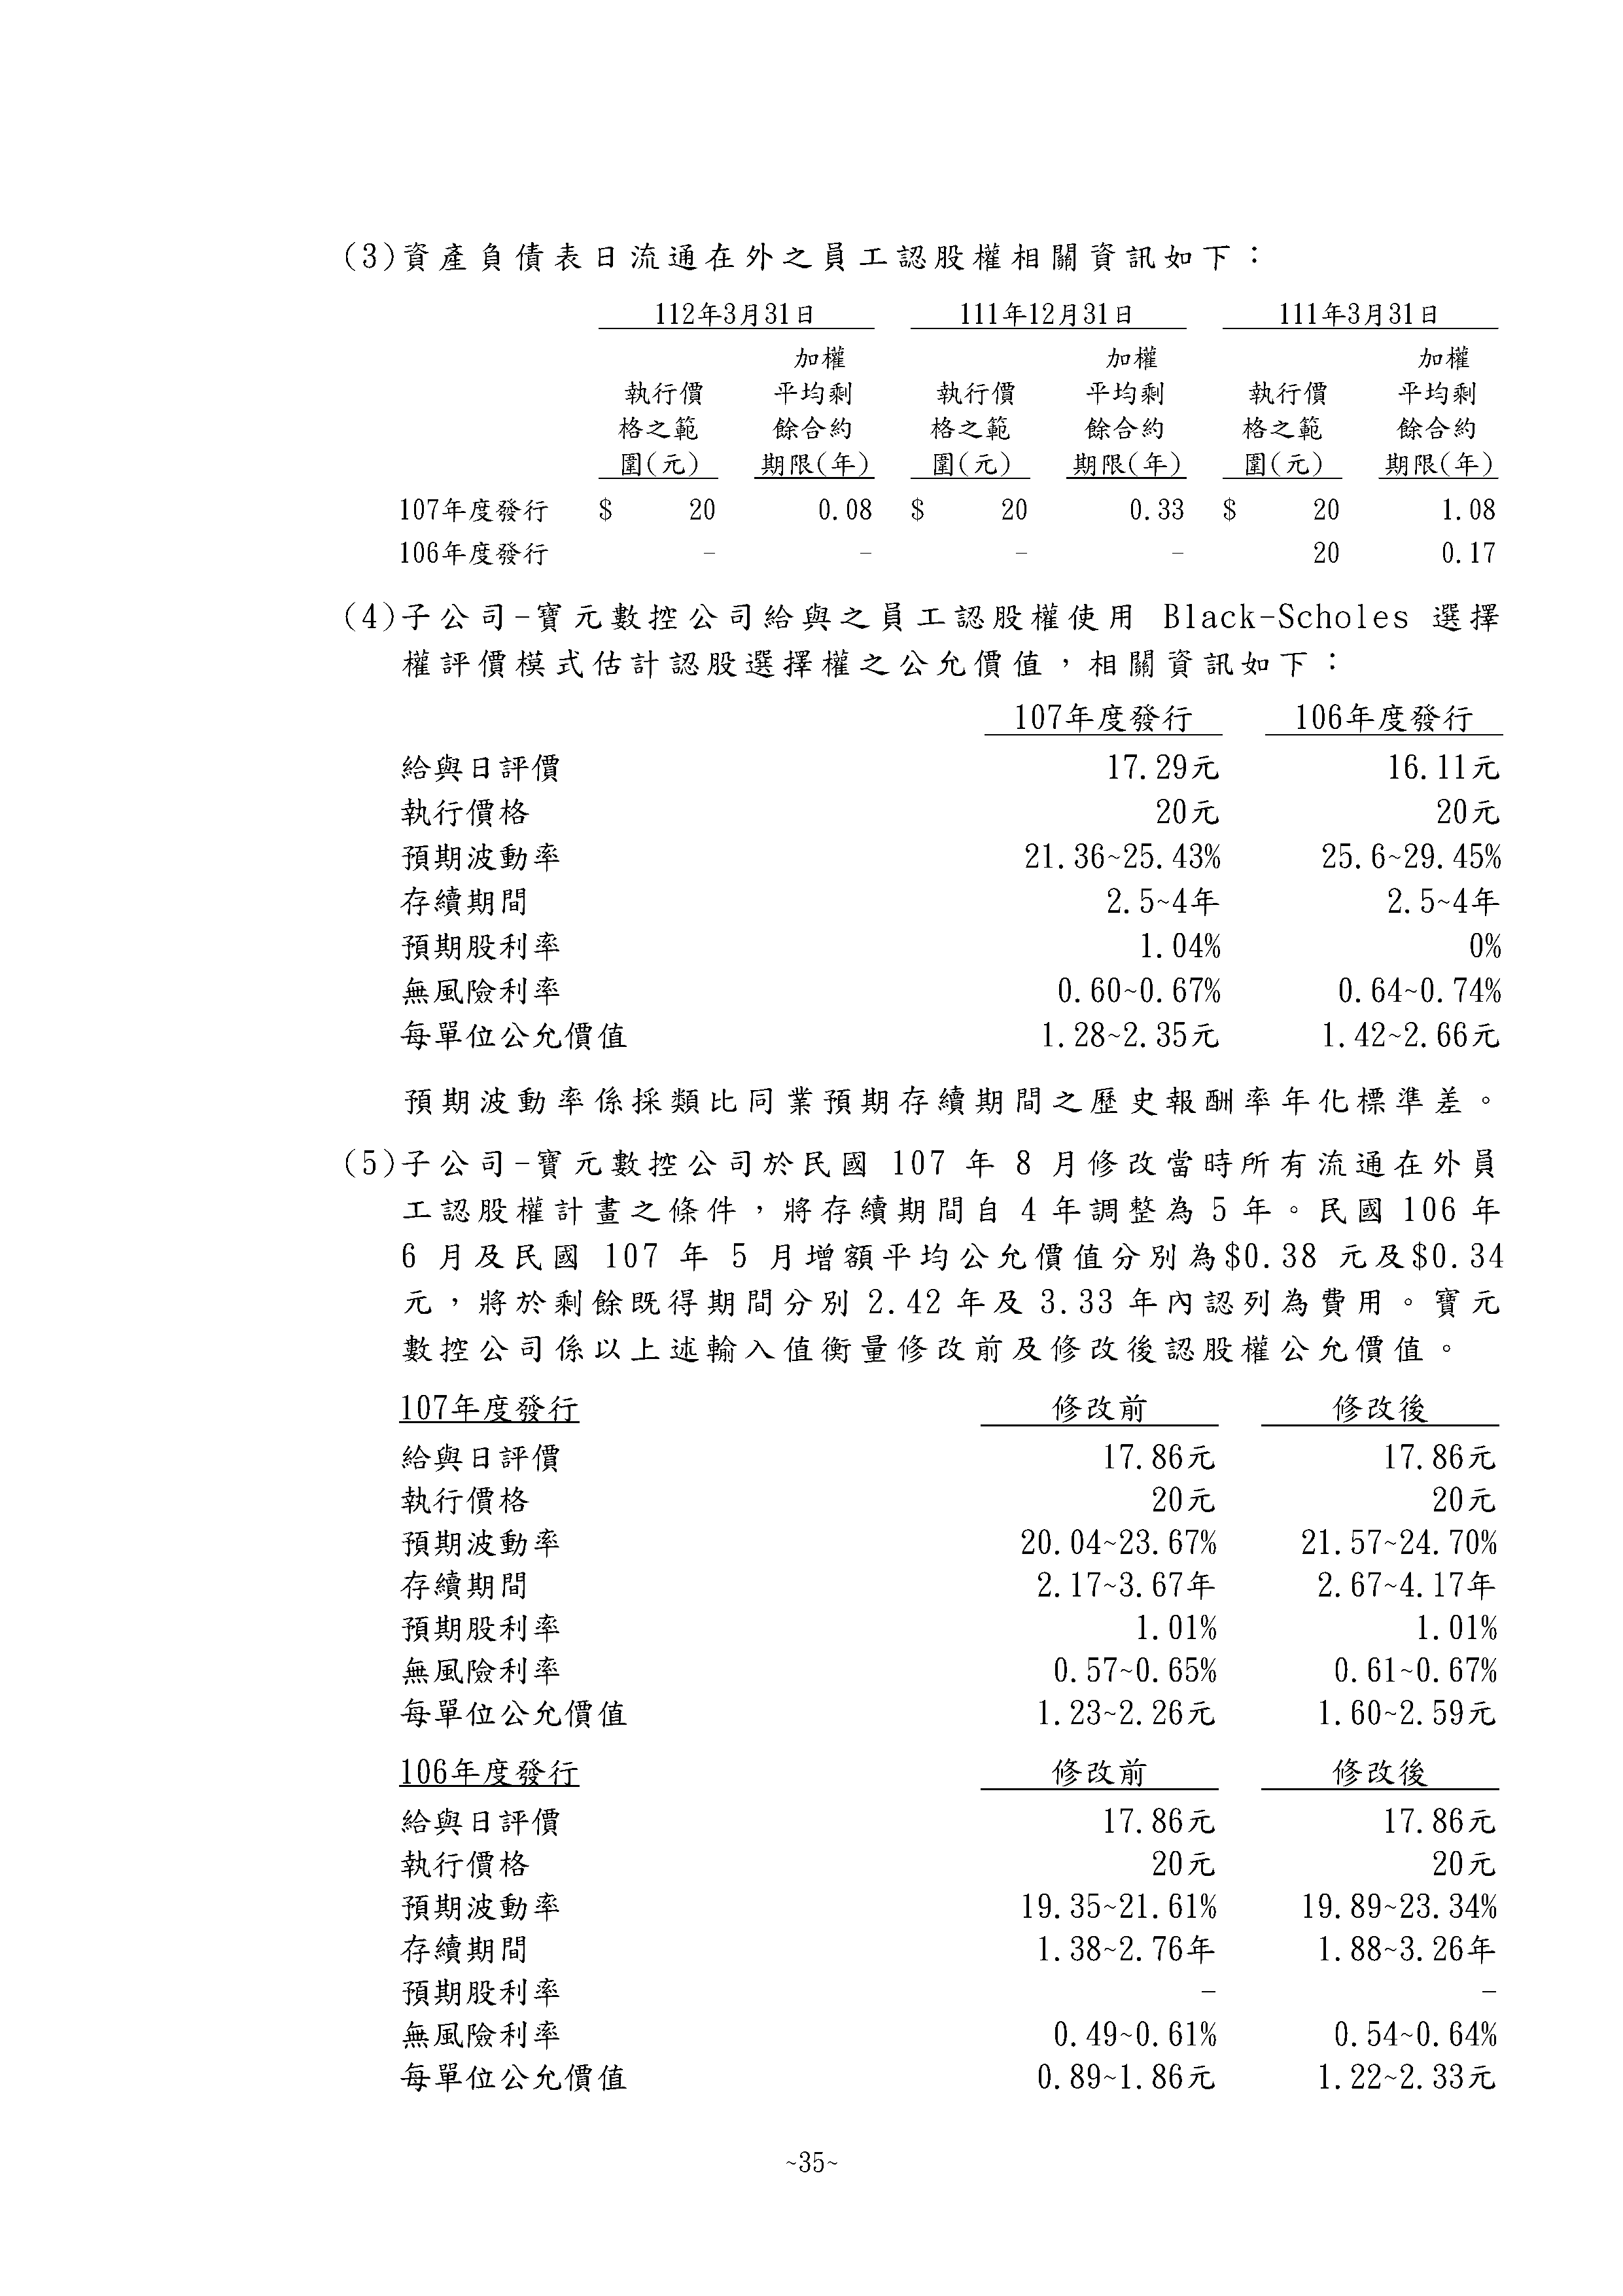 (3)資產負債表日流通在外之員工認股權相關資訊如下：
112年3月31日 111年12月31日 111年3月31日
加權 加權 加權
執行價 平均剩 執行價 平均剩 執行價 平均剩
格之範 餘合約 格之範 餘合約 格之範 餘合約
圍(元) 期限(年) 圍(元) 期限(年) 圍(元) 期限(年)
107年度發行 $ 20 0.08 $ 20 0.33 $ 20 1.08
106年度發行 - - - - 20 0.17
(4)子公司-寶元數控公司給與之員工認股權使用 Black-Scholes 選擇
權評價模式估計認股選擇權之公允價值，相關資訊如下：
107年度發行 106年度發行
給與日評價 17.29元 16.11元
執行價格 20元 20元
預期波動率 21.36~25.43% 25.6~29.45%
存續期間 2.5~4年 2.5~4年
預期股利率 1.04% 0%
無風險利率 0.60~0.67% 0.64~0.74%
每單位公允價值 1.28~2.35元 1.42~2.66元
預期波動率係採類比同業預期存續期間之歷史報酬率年化標準差。
(5)子公司-寶元數控公司於民國 107 年 8 月修改當時所有流通在外員
工認股權計畫之條件，將存續期間自 4 年調整為 5 年。民國 106 年
6 月及民國 107 年 5 月增額平均公允價值分別為$0.38 元及$0.34
元，將於剩餘既得期間分別 2.42 年及 3.33 年內認列為費用。寶元
數控公司係以上述輸入值衡量修改前及修改後認股權公允價值。
107年度發行 修改前 修改後
給與日評價 17.86元 17.86元
執行價格 20元 20元
預期波動率 20.04~23.67% 21.57~24.70%
存續期間 2.17~3.67年 2.67~4.17年
預期股利率 1.01% 1.01%
無風險利率 0.57~0.65% 0.61~0.67%
每單位公允價值 1.23~2.26元 1.60~2.59元
106年度發行 修改前 修改後
給與日評價 17.86元 17.86元
執行價格 20元 20元
預期波動率 19.35~21.61% 19.89~23.34%
存續期間 1.38~2.76年 1.88~3.26年
預期股利率 - -
無風險利率 0.49~0.61% 0.54~0.64%
每單位公允價值 0.89~1.86元 1.22~2.33元
~35~